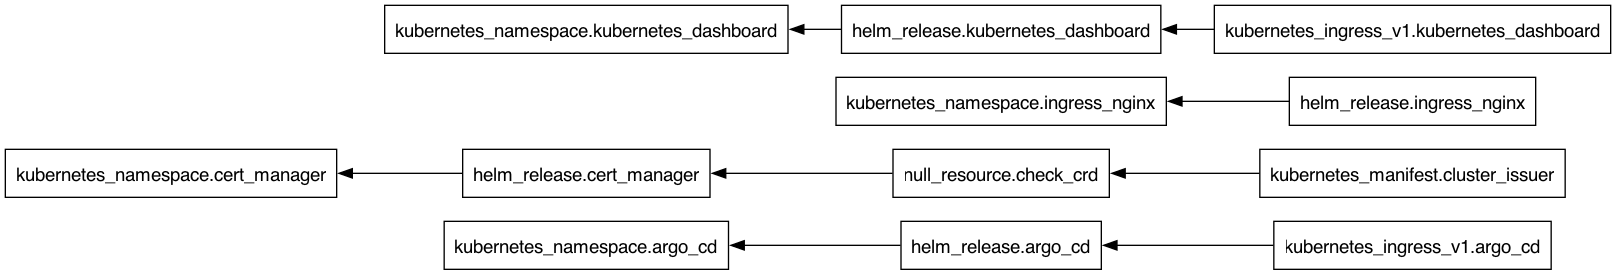 kubernetes_namespace.kubernetes_dashboard
helm_release.kubernetes_dashboard
kubernetes_ingress_v1.kubernetes_dashboard
kubernetes_namespace.ingress_nginx
helm_release.ingress_nginx
kubernetes_namespace.cert_manager
helm_release.cert_manager
null_resource.check_crd
kubernetes_manifest.cluster_issuer
kubernetes_namespace.argo_cd
helm_release.argo_cd
kubernetes_ingress_v1.argo_cd